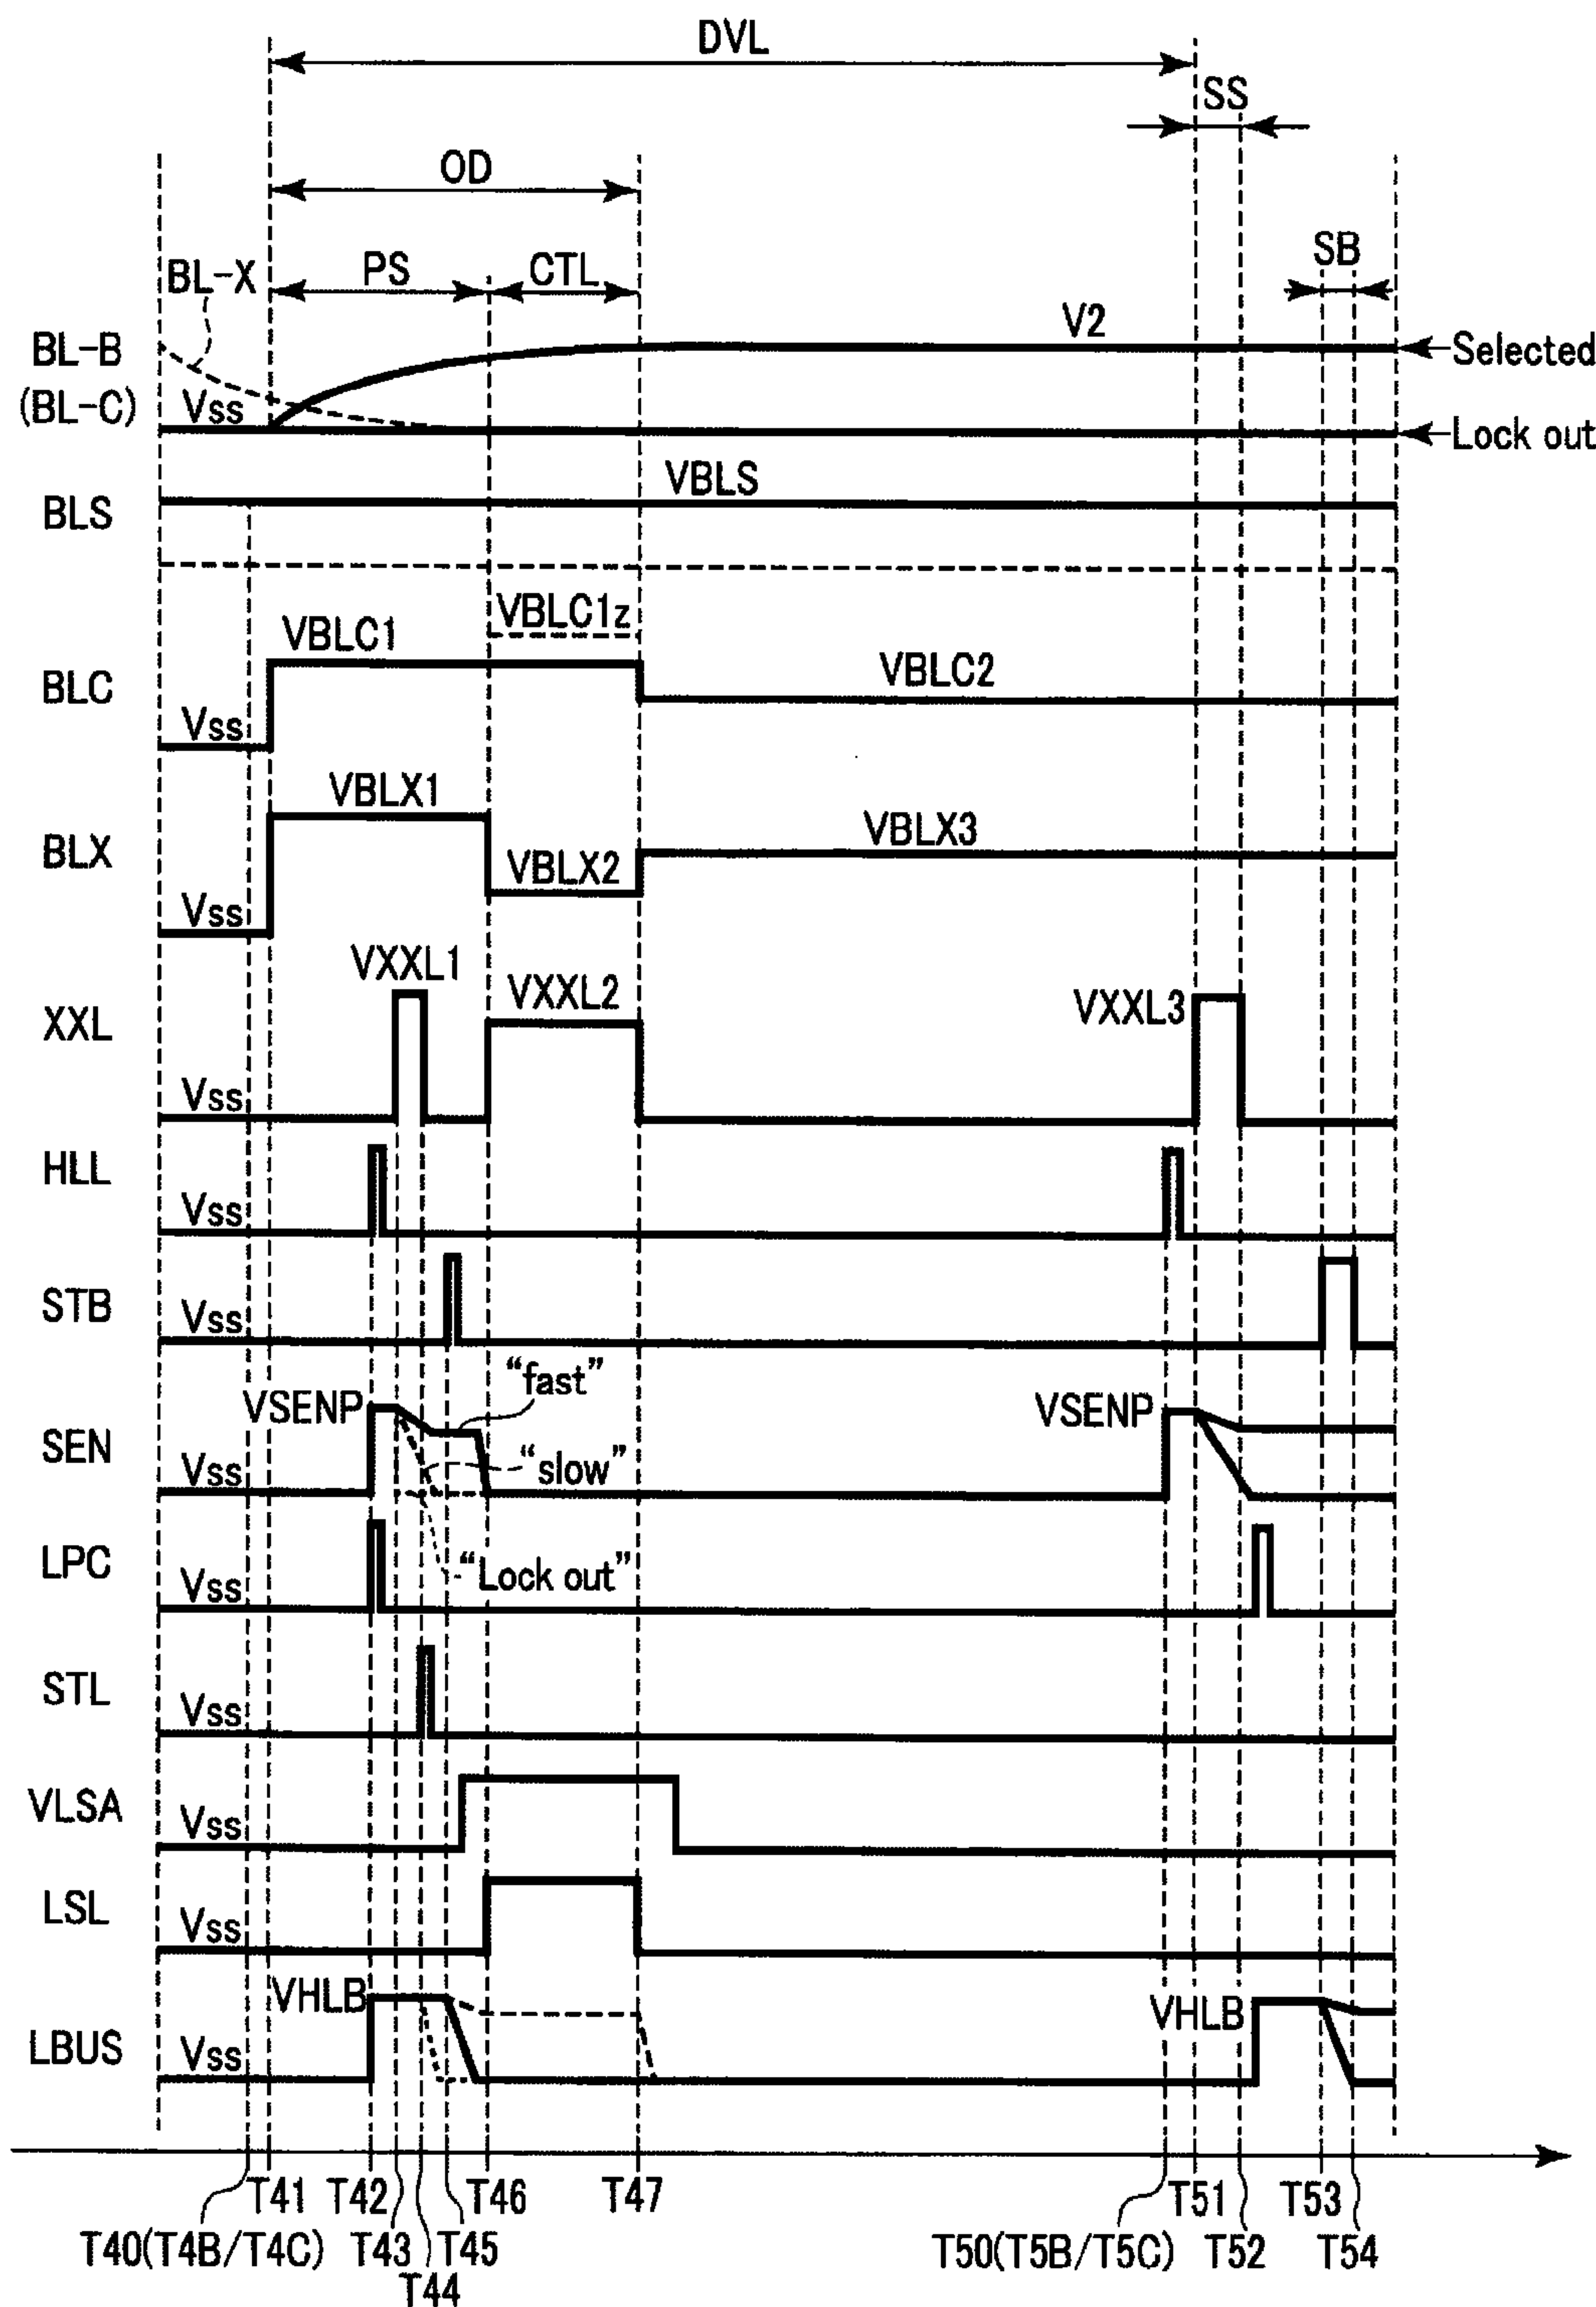 DVL
SS
OD
SB
BL-X
PS
CTL
V2
BL-B
(BL-C)
Vss
Selected
Lock out
VBLS
BLS
VBLC1z
VBLC1
VBLC2
BLC
Vss
VBLX1
VBLX3
BLX
VBLX2
Vss
VXXL1
VXXL2
VXXL3
XXL
Vss
HLL
Vss
STB
Vss
"fast"
VSENP
VSENP
SEN
"slow"
Vss
LPC
"Lock out"
Vss
STL
Vss
VLSA
Vss
LSL
Vss
VHLB
VHLB
LBUS
Vss
T41 T42 T46 T47 T51 T53
T40(T4B/T4C) T43 T45 T50(T5B/T5C) T52 T54
T44